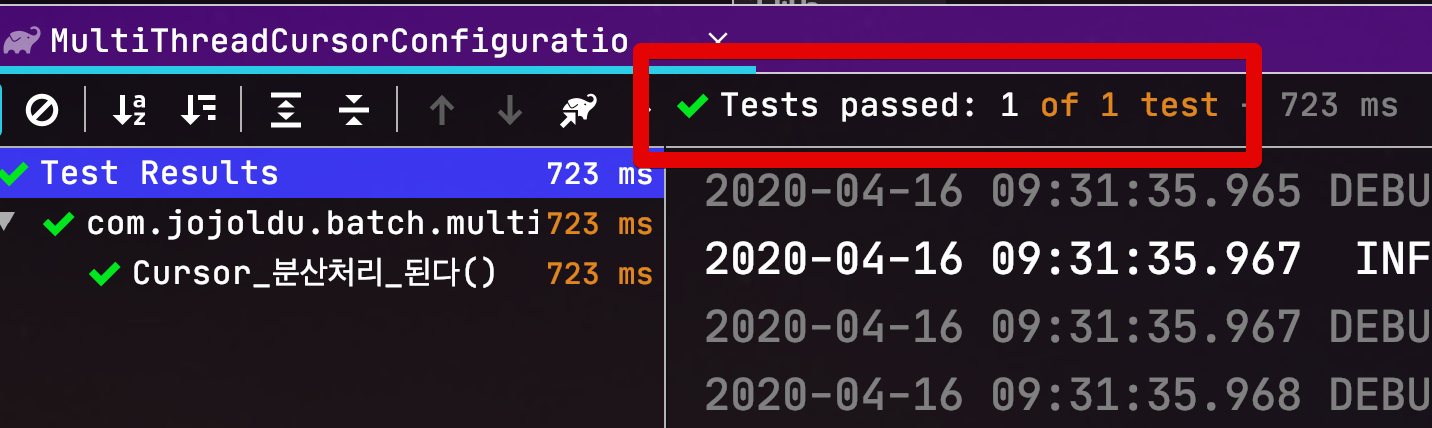 MultiThreadCursorConfiguratio
Tests passed: 1 of 1 test – 723 ms
Test Results 723 ms
com.jojoldu.batch.multi 723 ms
Cursor_분산처리_된다() 723 ms
2020-04-16 09:31:35.965 DEBU
2020-04-16 09:31:35.967 INF
2020-04-16 09:31:35.967 DEBU
2020-04-16 09:31:35.968 DEBU